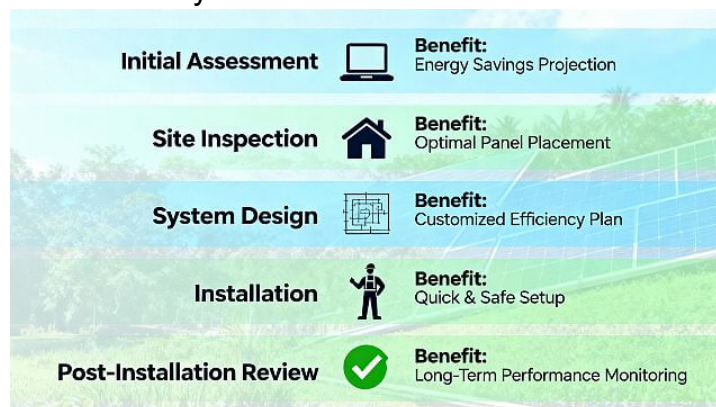 Initial Assessment
Benefit:
Energy Savings Projection
Site Inspection
Benefit:
Optimal Panel Placement
System Design
Benefit:
Customized Efficiency Plan
Installation
Benefit:
Quick & Safe Setup
Post-Installation Review
Benefit:
Long-Term Performance Monitoring